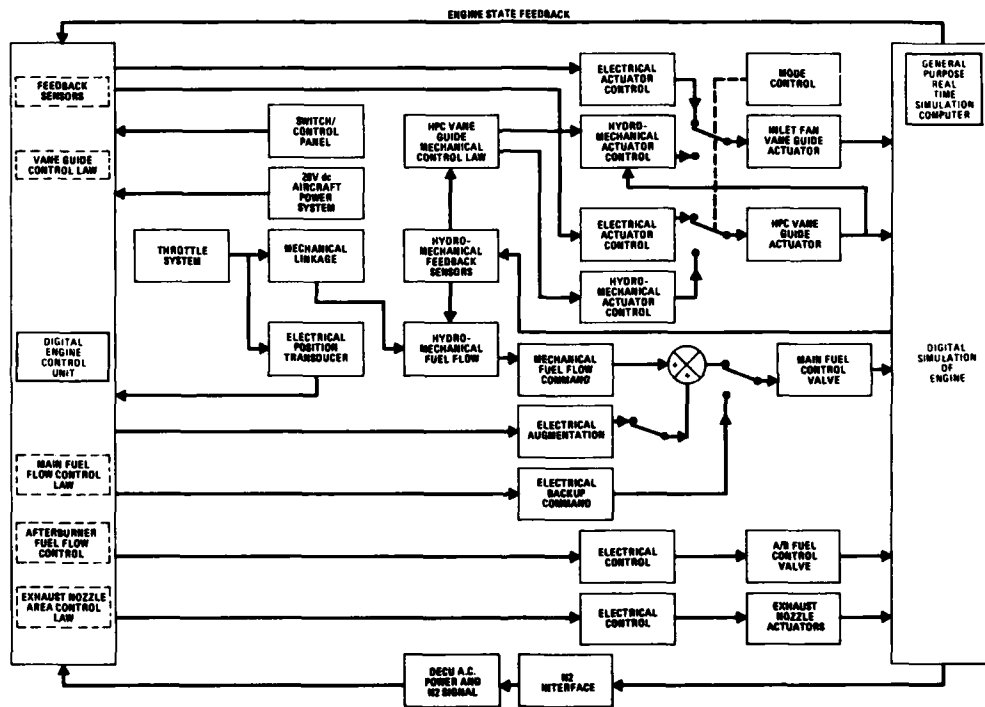 ENGINE STATE FEEDBACK
FEEDBACK
SENSORS
VANE GUIDE
CONTROL LAW
DIGITAL
ENGINE
CONTROL
UNIT
MAIN FUEL
FLOW CONTROL
LAW
AFTERBURNER
FUEL FLOW
CONTROL
EXHAUST NOZZLE
AREA CONTROL
LAW
SWITCH/
CONTROL
PANEL
28V dc
AIRCRAFT
POWER
SYSTEM
THROTTLE
SYSTEM
MECHANICAL
LINKAGE
ELECTRICAL
POSITION
TRANSDUCER
HPC VANE
GUIDE
MECHANICAL
CONTROL LAW
HYDRO-
MECHANICAL
FEEDBACK
SENSORS
HYDRO-
MECHANICAL
FUEL FLOW
ELECTRICAL
ACTUATOR
CONTROL
HYDRO-
MECHANICAL
ACTUATOR
CONTROL
ELECTRICAL
ACTUATOR
CONTROL
HYDRO-
MECHANICAL
ACTUATOR
CONTROL
MODE
CONTROL
INLET FAN
VANE GUIDE
ACTUATOR
HPC VANE
GUIDE
ACTUATOR
MECHANICAL
FUEL FLOW
COMMAND
ELECTRICAL
AUGMENTATION
ELECTRICAL
BACKUP
COMMAND
MAIN FUEL
CONTROL
VALVE
ELECTRICAL
CONTROL
A/B FUEL
CONTROL
VALVE
ELECTRICAL
CONTROL
EXHAUST
NOZZLE
ACTUATORS
DECU A.C.
POWER AND
N2 SIGNAL
N2
INTERFACE
GENERAL
PURPOSE
REAL
TIME
SIMULATION
COMPUTER
DIGITAL
SIMULATION
OF
ENGINE